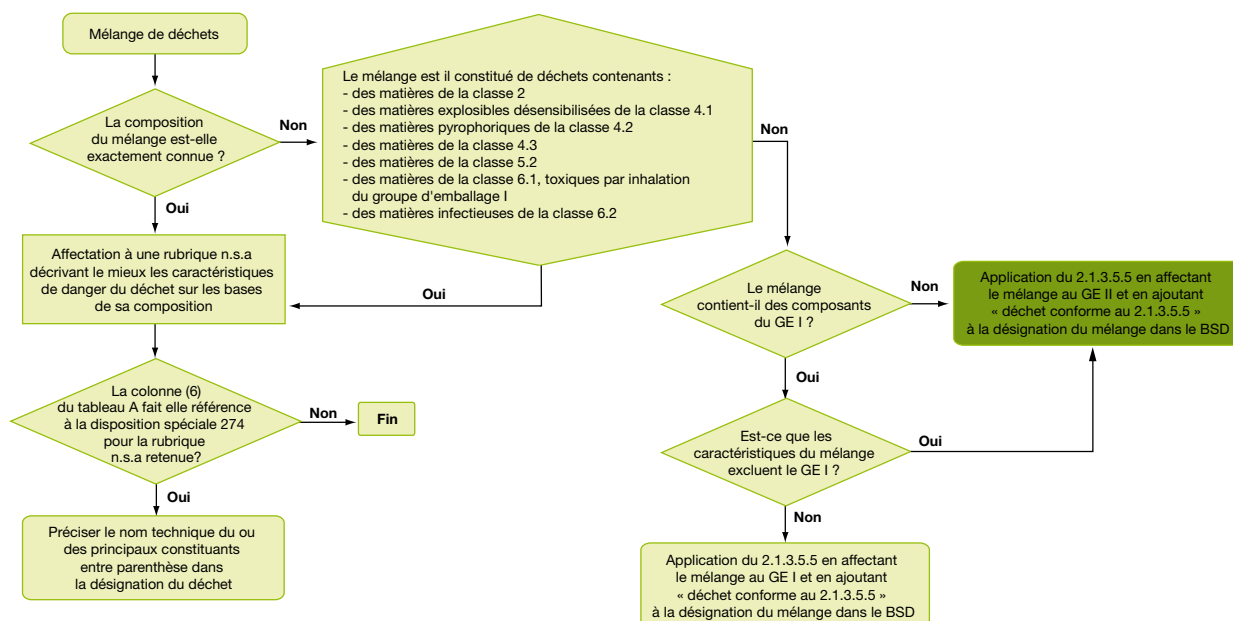 Mélange de déchets
La composition
du mélange est-elle
exactement connue ?
Non
Oui
Le mélange est il constitué de déchets contenants :
- des matières de la classe 2
- des matières explosibles désensibilisées de la classe 4.1
- des matières pyrophoriques de la classe 4.2
- des matières de la classe 4.3
- des matières de la classe 5.2
- des matières de la classe 6.1, toxiques par inhalation
du groupe d'emballage I
- des matières infectieuses de la classe 6.2
Non
Oui
Affectation à une rubrique n.s.a
décrivant le mieux les caractéristiques
de danger du déchet sur les bases
de sa composition
La colonne (6)
du tableau A fait elle référence
à la disposition spéciale 274
pour la rubrique
n.s.a retenue?
Non
Fin
Oui
Préciser le nom technique du ou
des principaux constituants
entre parenthèse dans
la désignation du déchet
Le mélange
contient-il des composants
du GE I ?
Non
Application du 2.1.3.5.5 en affectant
le mélange au GE II et en ajoutant
« déchet conforme au 2.1.3.5.5 »
à la désignation du mélange dans le BSD
Oui
Est-ce que les
caractéristiques du mélange
excluent le GE I ?
Oui
Non
Application du 2.1.3.5.5 en affectant
le mélange au GE I et en ajoutant
« déchet conforme au 2.1.3.5.5 »
à la désignation du mélange dans le BSD